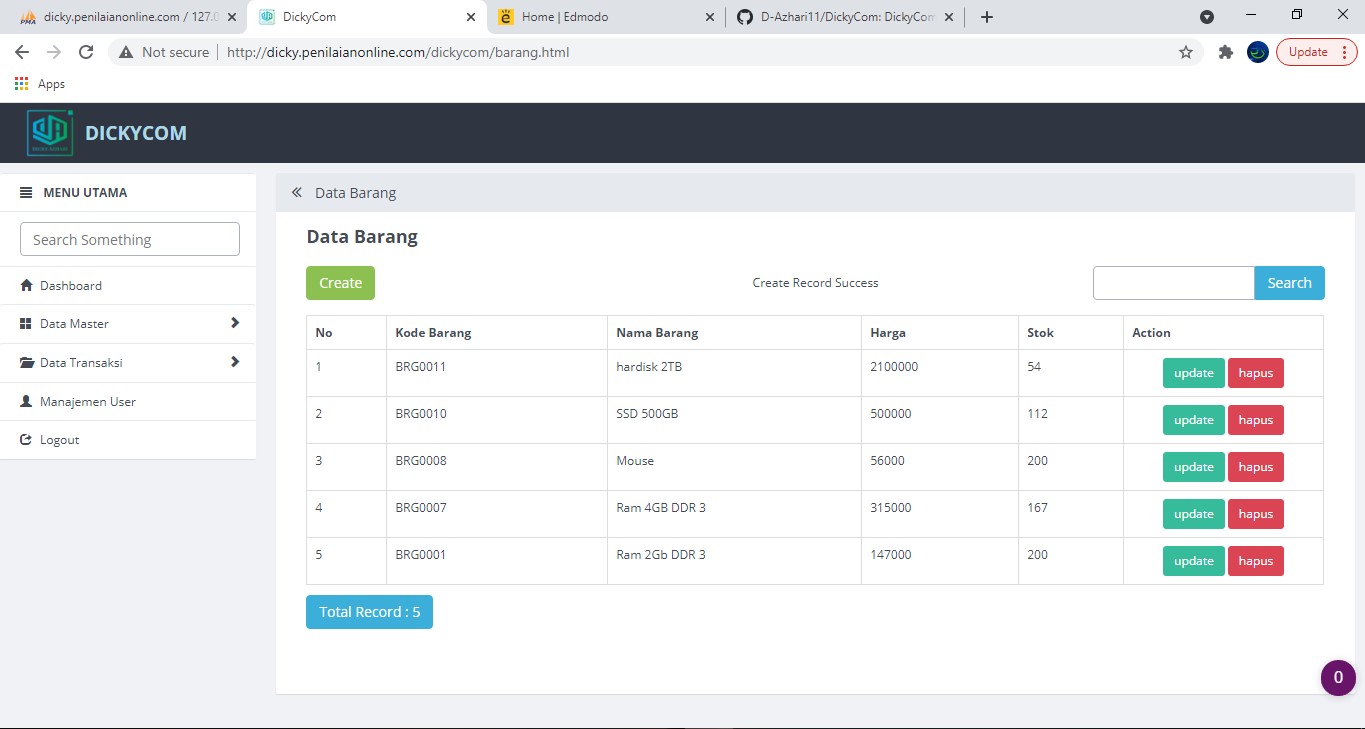 dicky.penilaianonline.com / 127.0
DickyCom
Home | Edmodo
D-Azhari11/DickyCom: DickyCom
Not secure
http://dicky.penilaianonline.com/dickycom/barang.html
Update
Apps
DICKYCOM
MENU UTAMA
Search Something
Dashboard
Data Master
Data Transaksi
Manajemen User
Logout
Data Barang
Data Barang
Create
Create Record Success
Search
No Kode Barang Nama Barang Harga Stok Action
1 BRG0011 hardisk 2TB 2100000 54 update hapus
2 BRG0010 SSD 500GB 500000 112 update hapus
3 BRG0008 Mouse 56000 200 update hapus
4 BRG0007 Ram 4GB DDR 3 315000 167 update hapus
5 BRG0001 Ram 2Gb DDR 3 147000 200 update hapus
Total Record : 5
0